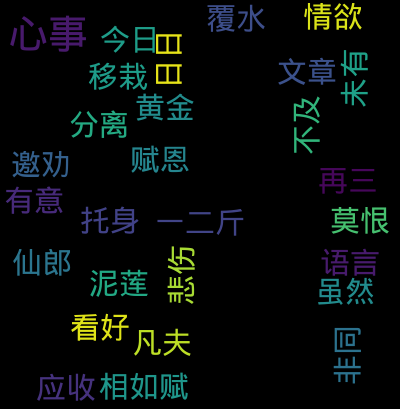 覆水
情欲
心事
今日
日日
移栽
文章
未有
黄金
分离
不及
邀劝
赋恩
再三
有意
托身
一二斤
莫恨
仙郎
悲伤
语言
泥莲
虽然
看好
凡夫
非回
应收
相如赋